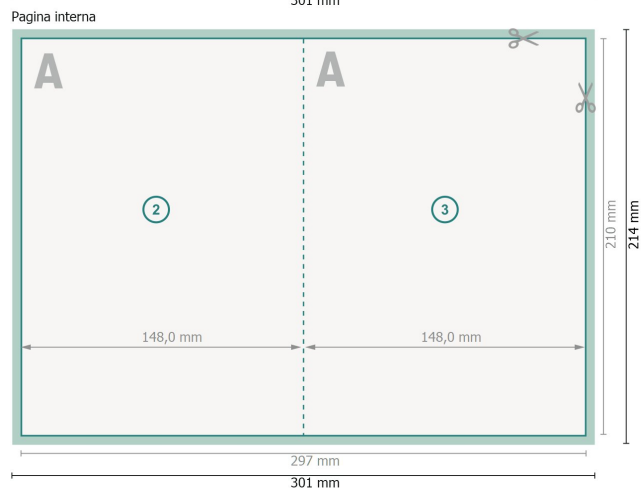 301 mm
Pagina interna
A
A
2
3
210 mm
214 mm
148,0 mm
148,0 mm
297 mm
301 mm